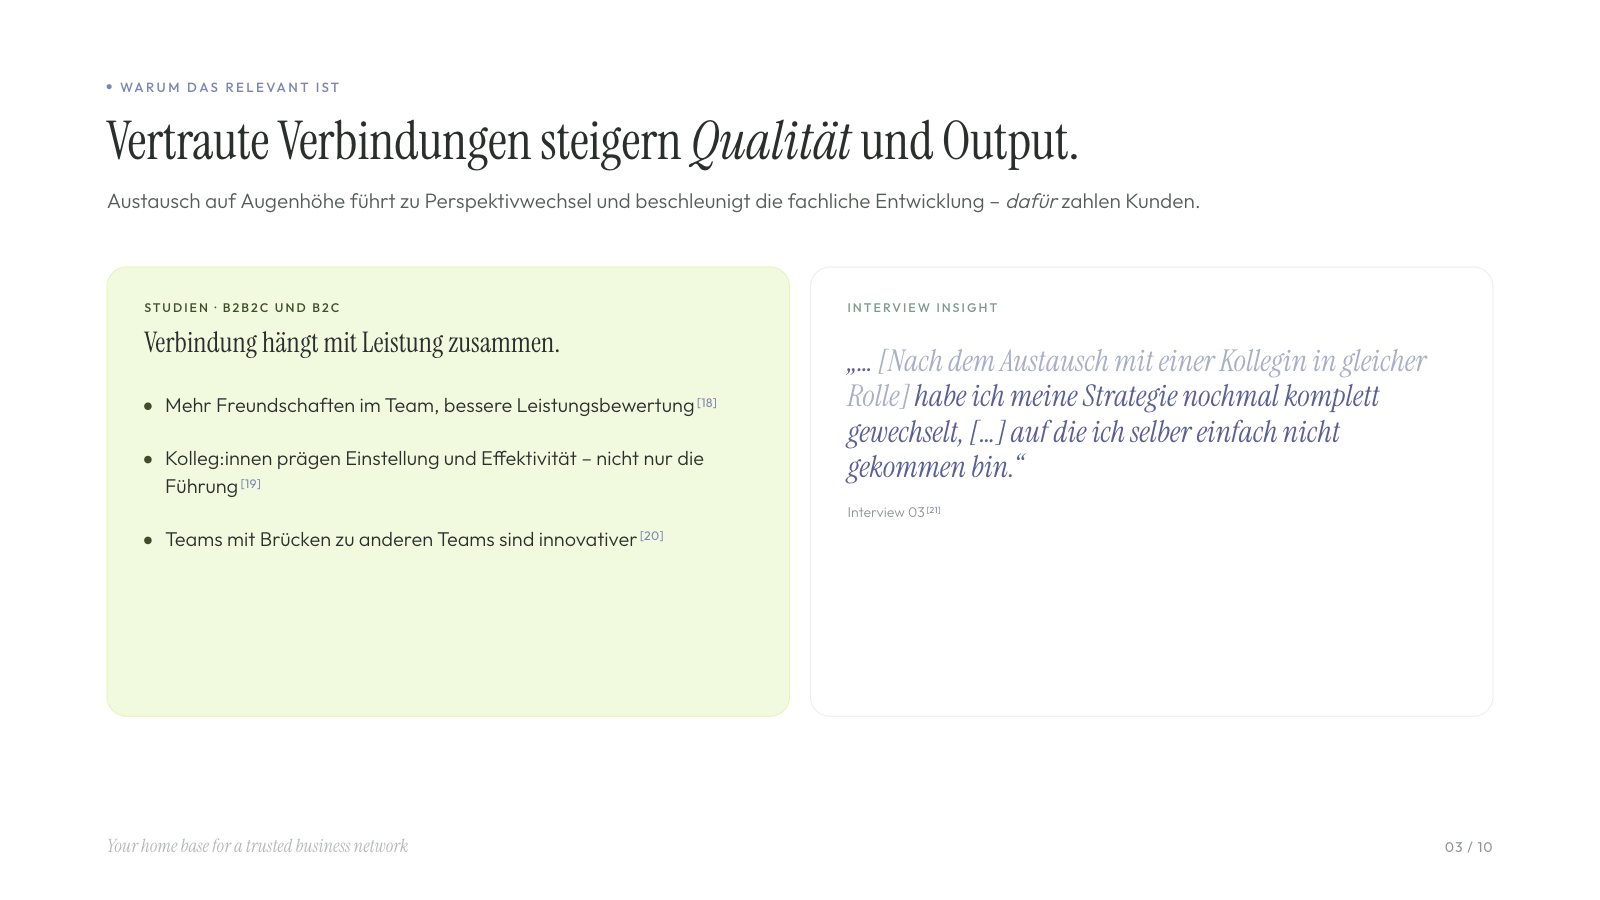 • WARUM DAS RELEVANT IST
Vertraute Verbindungen steigern Qualität und Output.
Austausch auf Augenhöhe führt zu Perspektivwechsel und beschleunigt die fachliche Entwicklung – dafür zahlen Kunden.
STUDIEN · B2B2C UND B2C
Verbindung hängt mit Leistung zusammen.
• Mehr Freundschaften im Team, bessere Leistungsbewertung [18]
• Kolleg:innen prägen Einstellung und Effektivität – nicht nur die
Führung [19]
• Teams mit Brücken zu anderen Teams sind innovativer [20]
INTERVIEW INSIGHT
„... [Nach dem Austausch mit einer Kollegin in gleicher
Rolle] habe ich meine Strategie nochmal komplett
gewechselt, [...] auf die ich selber einfach nicht
gekommen bin.“
Interview 03 [21]
Your home base for a trusted business network
03 / 10